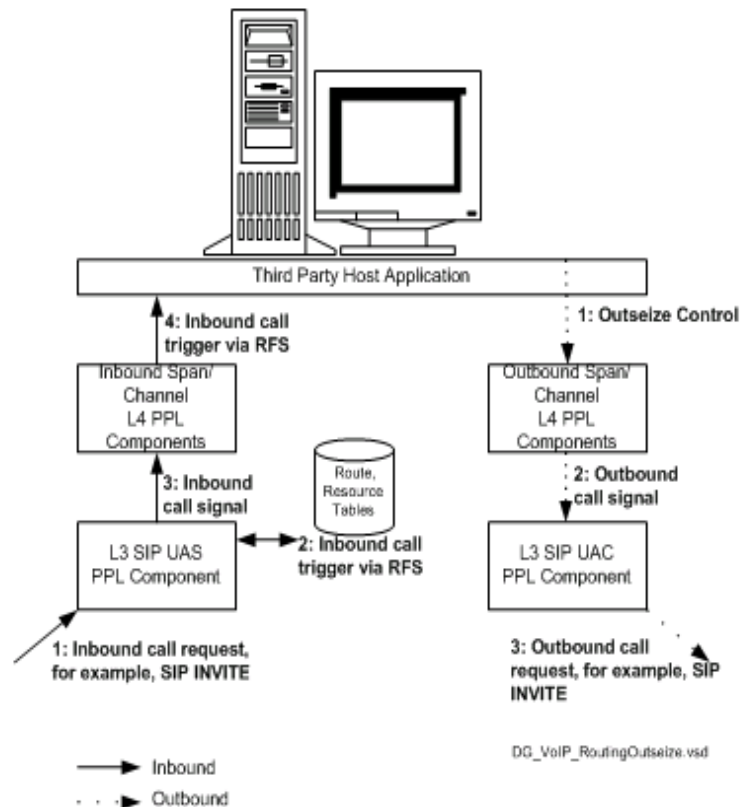 Third Party Host Application
4: Inbound call
trigger via RFS
1: Outseize Control
Inbound Span/
Channel
L4 PPL
Components
Outbound Span/
Channel
L4 PPL
Components
3: Inbound
call signal
Route,
Resource
Tables
2: Outbound
call signal
L3 SIP UAS
PPL Component
2: Inbound call
trigger via RFS
L3 SIP UAC
PPL Component
1: Inbound call request,
for example, SIP INVITE
3: Outbound call
request, for example, SIP
INVITE
DG_VoIP_RoutingOutseize.vsd
Inbound
Outbound